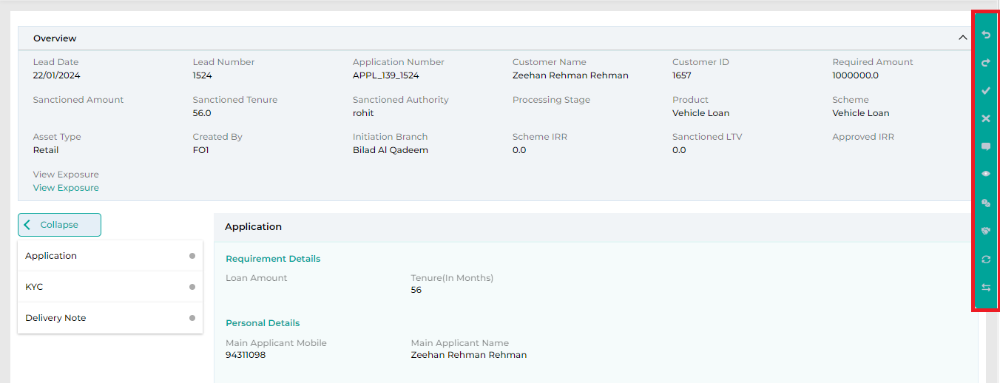 Overview
Lead Date Lead Number Application Number Customer Name Customer ID Required Amount
22/01/2024 1524 APPL_139_1524 Zeehan Rehman Rehman 1657 1000000.0
Sanctioned Amount Sanctioned Tenure Sanctioned Authority Processing Stage Product Scheme
56.0 rohit Vehicle Loan Vehicle Loan
Asset Type Created By Initiation Branch Scheme IRR Sanctioned LTV Approved IRR
Retail FO1 Bilad Al Qadeem 0.0 0.0
View Exposure
View Exposure
Collapse
Application
KYC
Delivery Note
Application
Requirement Details
Loan Amount Tenure(In Months)
56
Personal Details
Main Applicant Mobile Main Applicant Name
94311098 Zeehan Rehman Rehman